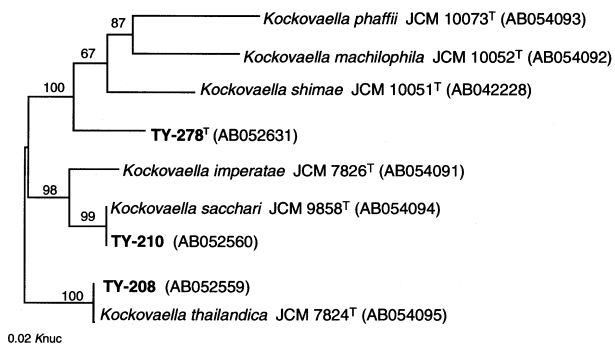 87 Kockovaella phaffii JCM 10073ᵀ (AB054093)
67 Kockovaella machilophila JCM 10052ᵀ (AB054092)
100 Kockovaella shimae JCM 10051ᵀ (AB042228)
TY-278ᵀ (AB052631)
Kockovaella imperatae JCM 7826ᵀ (AB054091)
98
99 Kockovaella sacchari JCM 9858ᵀ (AB054094)
TY-210 (AB052560)
100 TY-208 (AB052559)
Kockovaella thailandica JCM 7824ᵀ (AB054095)
0.02 Knuc